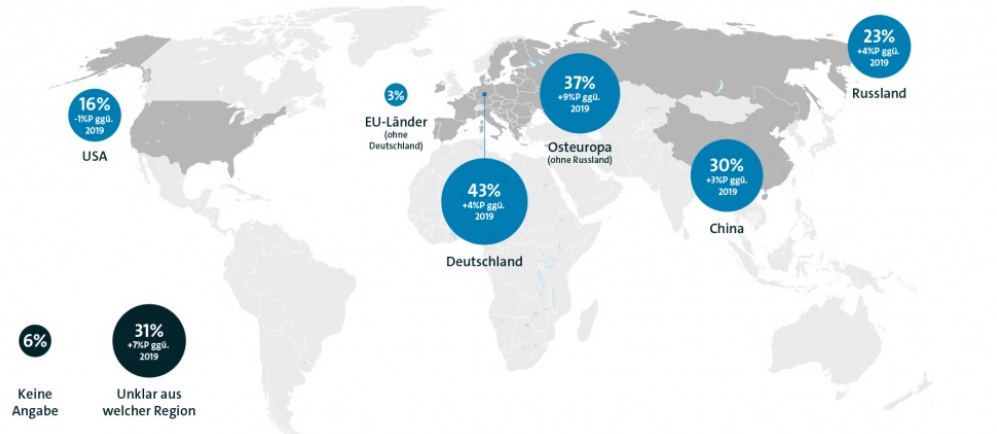 23%
+4%P ggü.
2019
Russland
37%
+9%P ggü.
2019
Osteuropa
(ohne Russland)
16%
-1%P ggü.
2019
USA
3%
EU-Länder
(ohne
Deutschland)
30%
+3%P ggü.
2019
China
43%
+4%P ggü.
2019
Deutschland
6%
Keine
Angabe
31%
+7%P ggü.
2019
Unklar aus
welcher Region